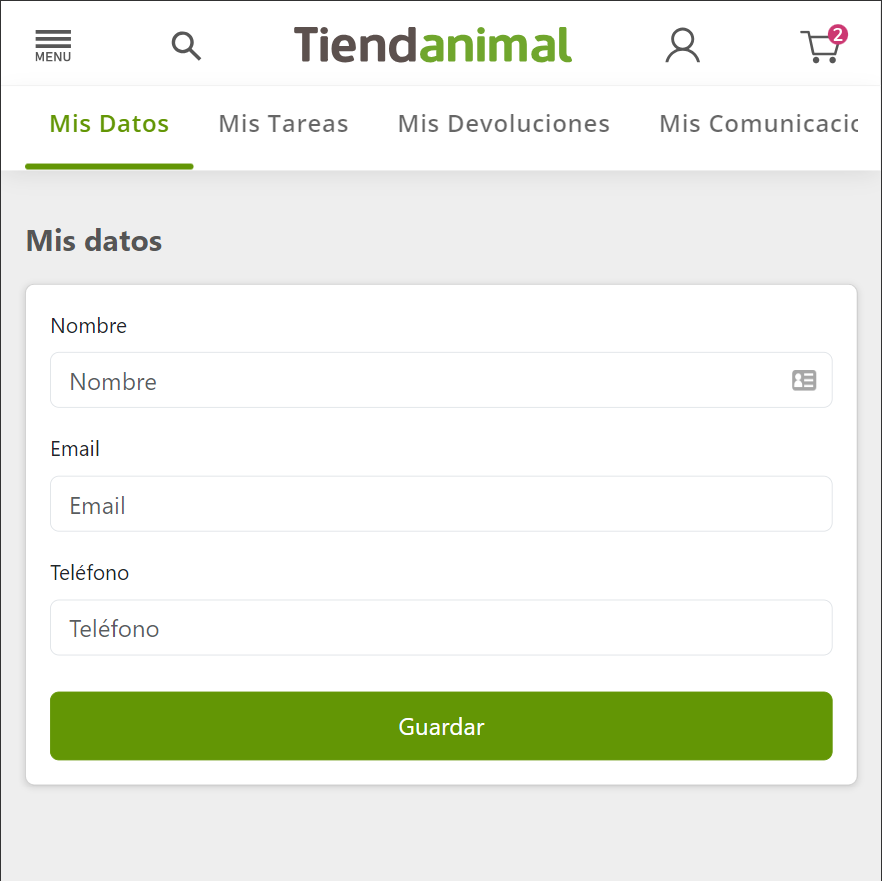 MENU
Tiendanimal
2
Mis Datos
Mis Tareas
Mis Devoluciones
Mis Comunicacio
Mis datos
Nombre
Nombre
Email
Email
Teléfono
Teléfono
Guardar